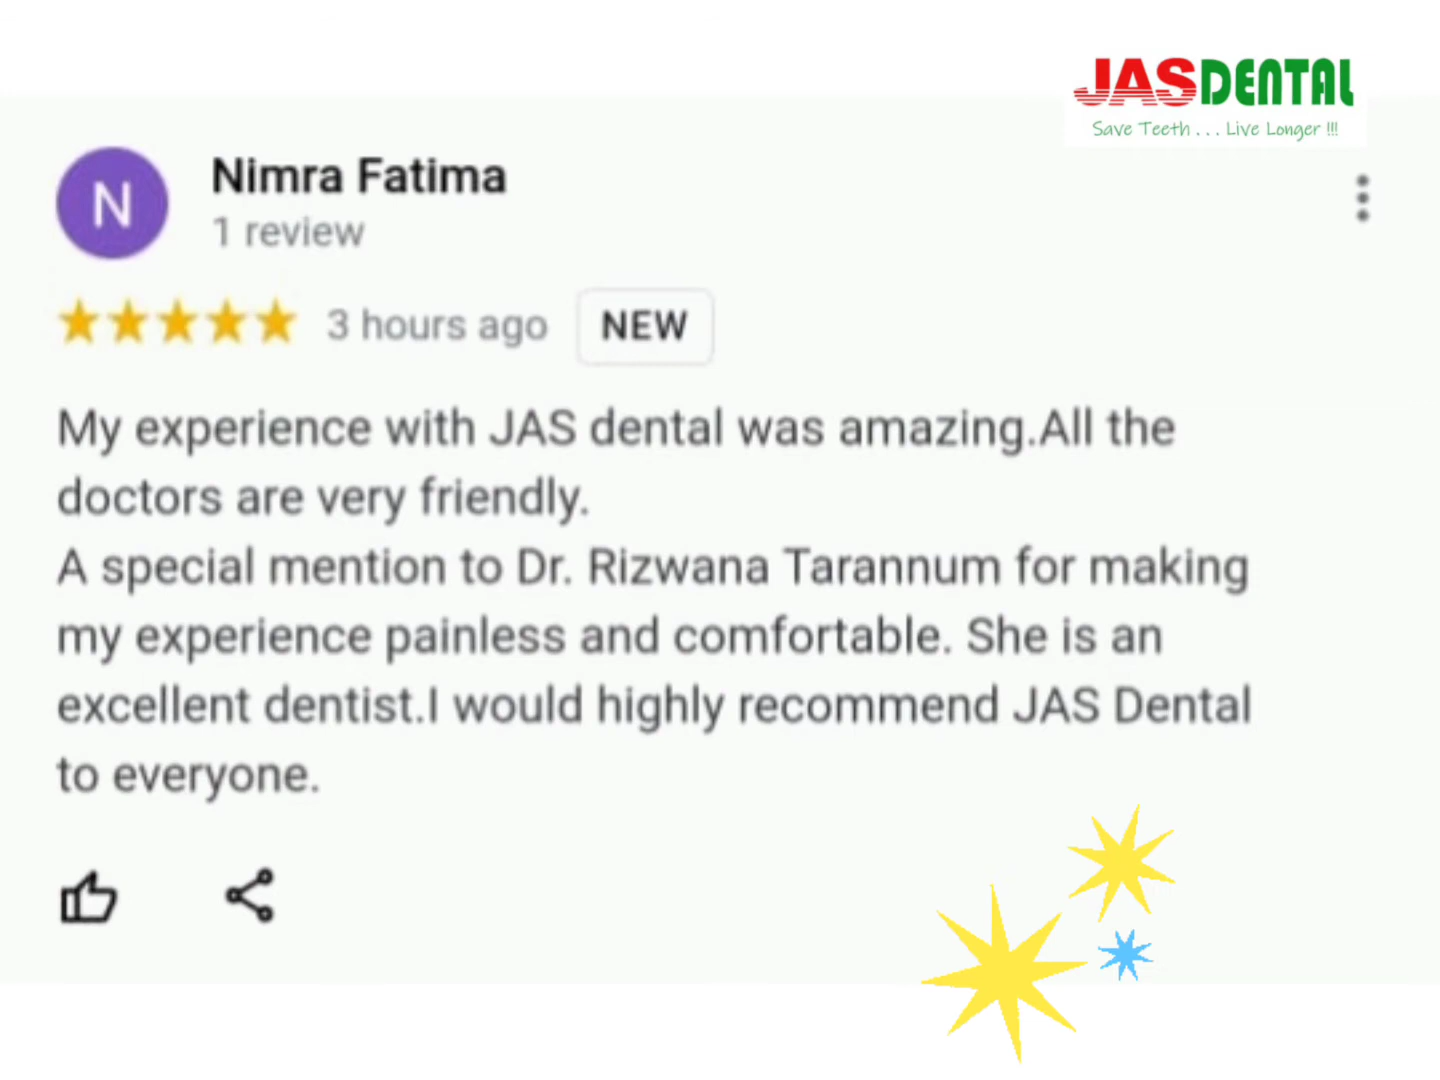 JASDENTAL
Save Teeth . . . Live Longer !!!
N
Nimra Fatima
1 review
3 hours ago
NEW
My experience with JAS dental was amazing.All the
doctors are very friendly.
A special mention to Dr. Rizwana Tarannum for making
my experience painless and comfortable. She is an
excellent dentist.I would highly recommend JAS Dental
to everyone.